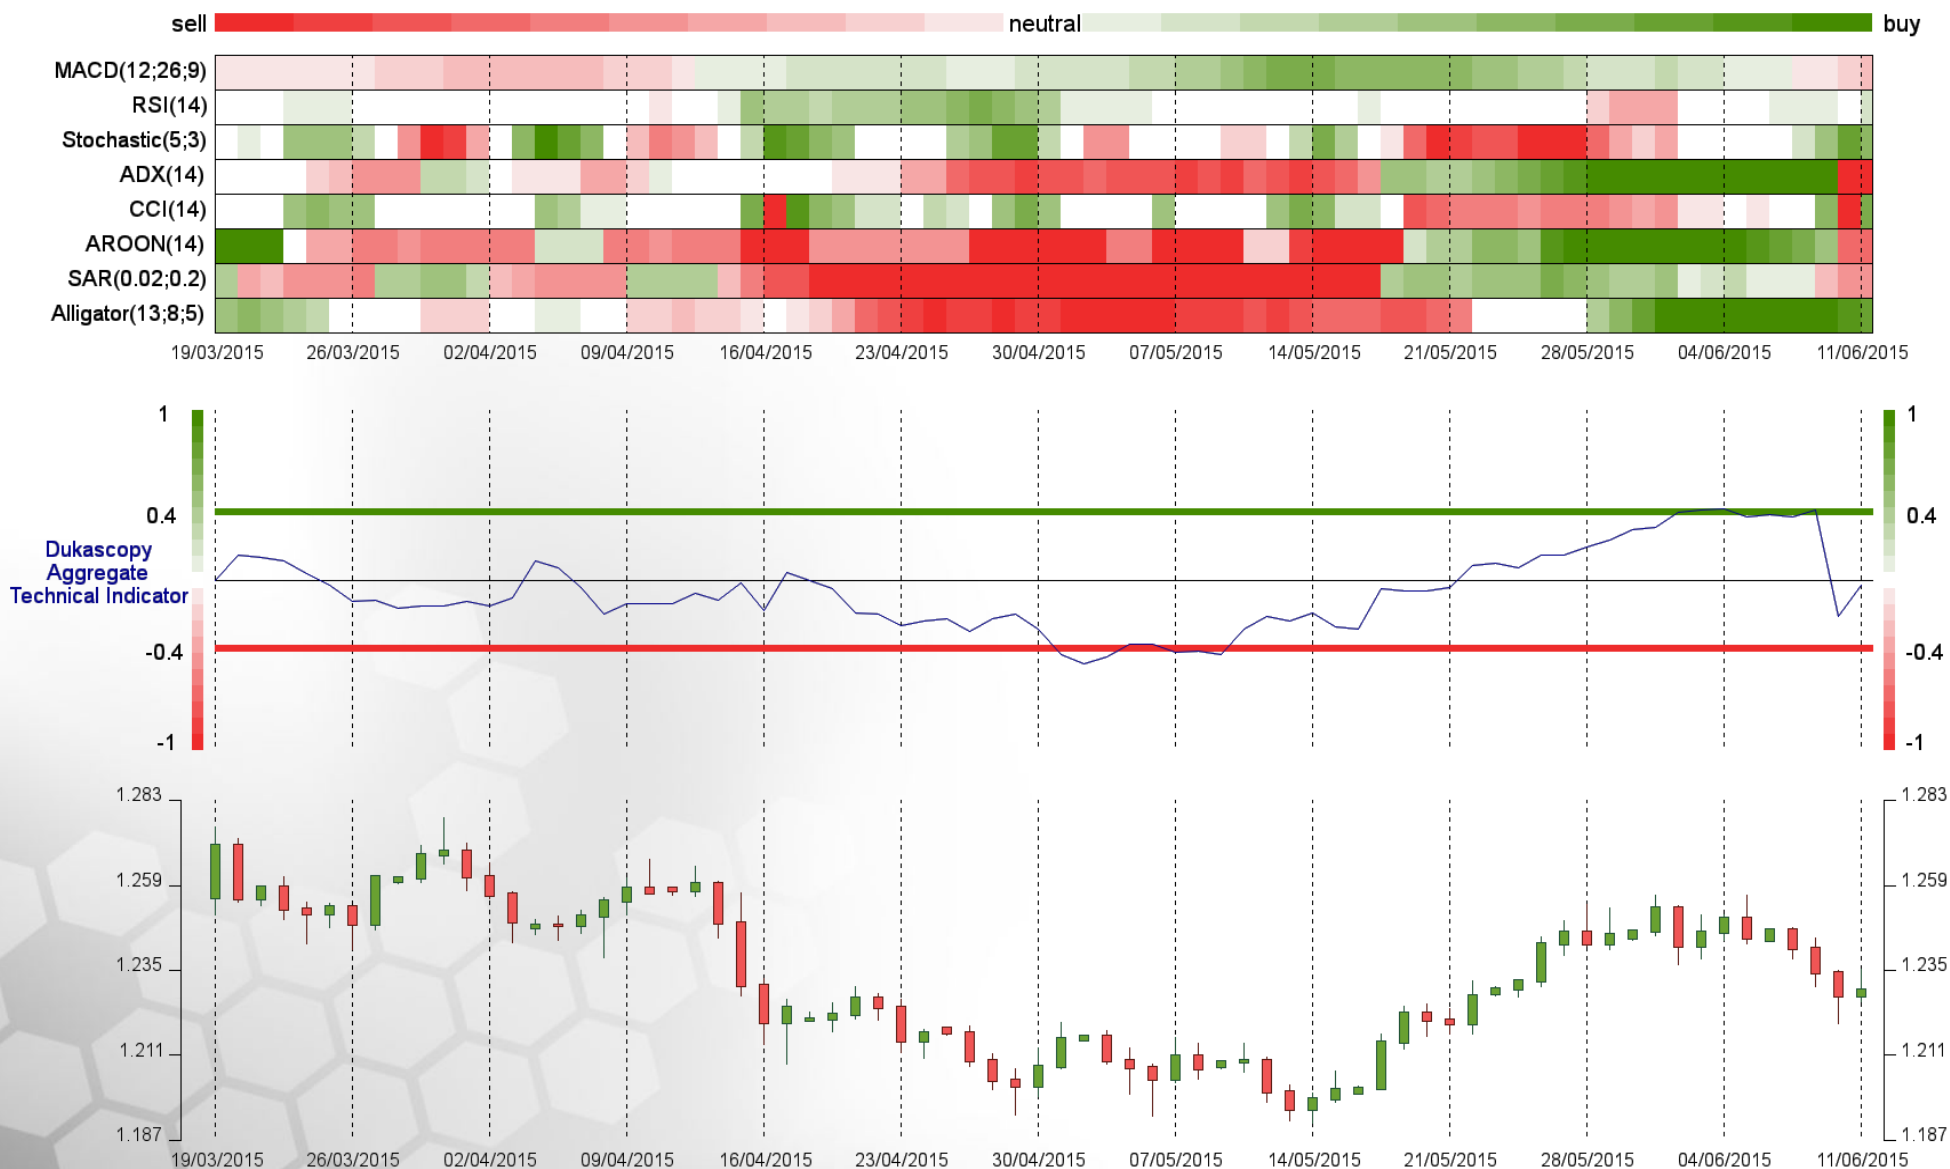 sell neutral buy
MACD(12;26;9)
RSI(14)
Stochastic(5;3)
ADX(14)
CCI(14)
AROON(14)
SAR(0.02;0.2)
Alligator(13;8;5)
19/03/2015 26/03/2015 02/04/2015 09/04/2015 16/04/2015 23/04/2015 30/04/2015 07/05/2015 14/05/2015 21/05/2015 28/05/2015 04/06/2015 11/06/2015
1 1
0.4 0.4
Dukascopy
Aggregate
Technical Indicator
-0.4 -0.4
-1 -1
1.283 1.283
1.259 1.259
1.235 1.235
1.211 1.211
1.187 1.187
19/03/2015 26/03/2015 02/04/2015 09/04/2015 16/04/2015 23/04/2015 30/04/2015 07/05/2015 14/05/2015 21/05/2015 28/05/2015 04/06/2015 11/06/2015